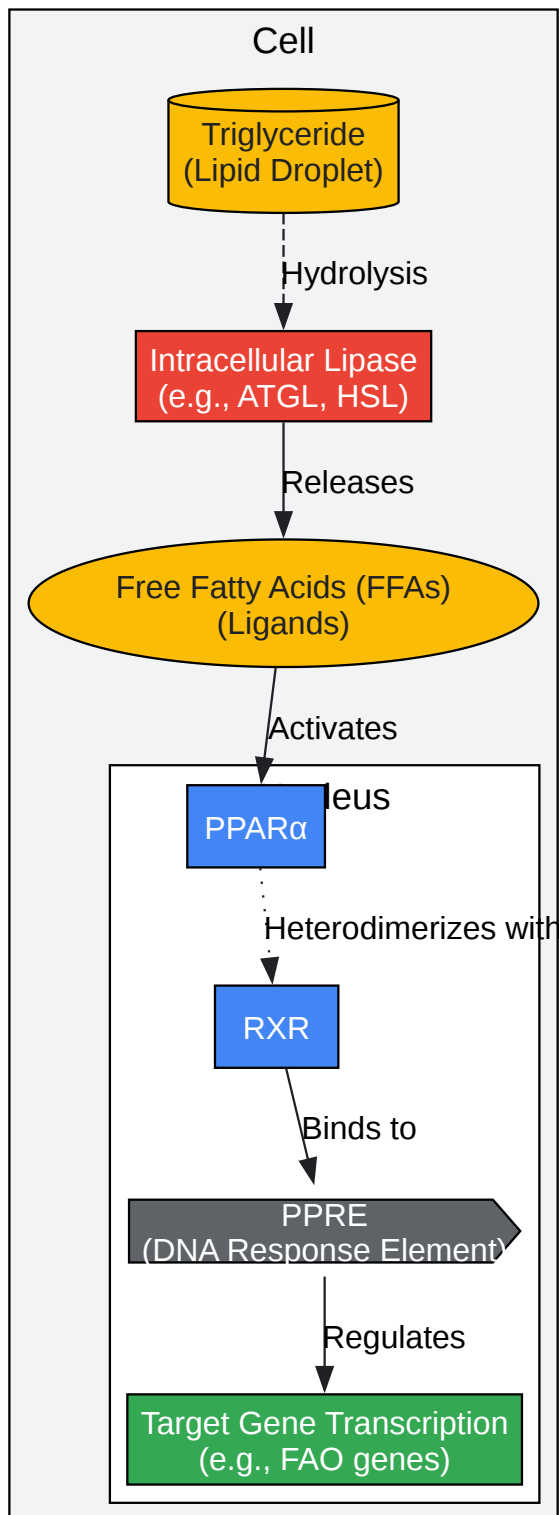 Cell
Triglyceride
(Lipid Droplet)
Hydrolysis
Intracellular Lipase
(e.g., ATGL, HSL)
Releases
Free Fatty Acids (FFAs)
(Ligands)
Activates
leus
PPARα
Heterodimerizes with
RXR
Binds to
PPRE
(DNA Response Element)
Regulates
Target Gene Transcription
(e.g., FAO genes)